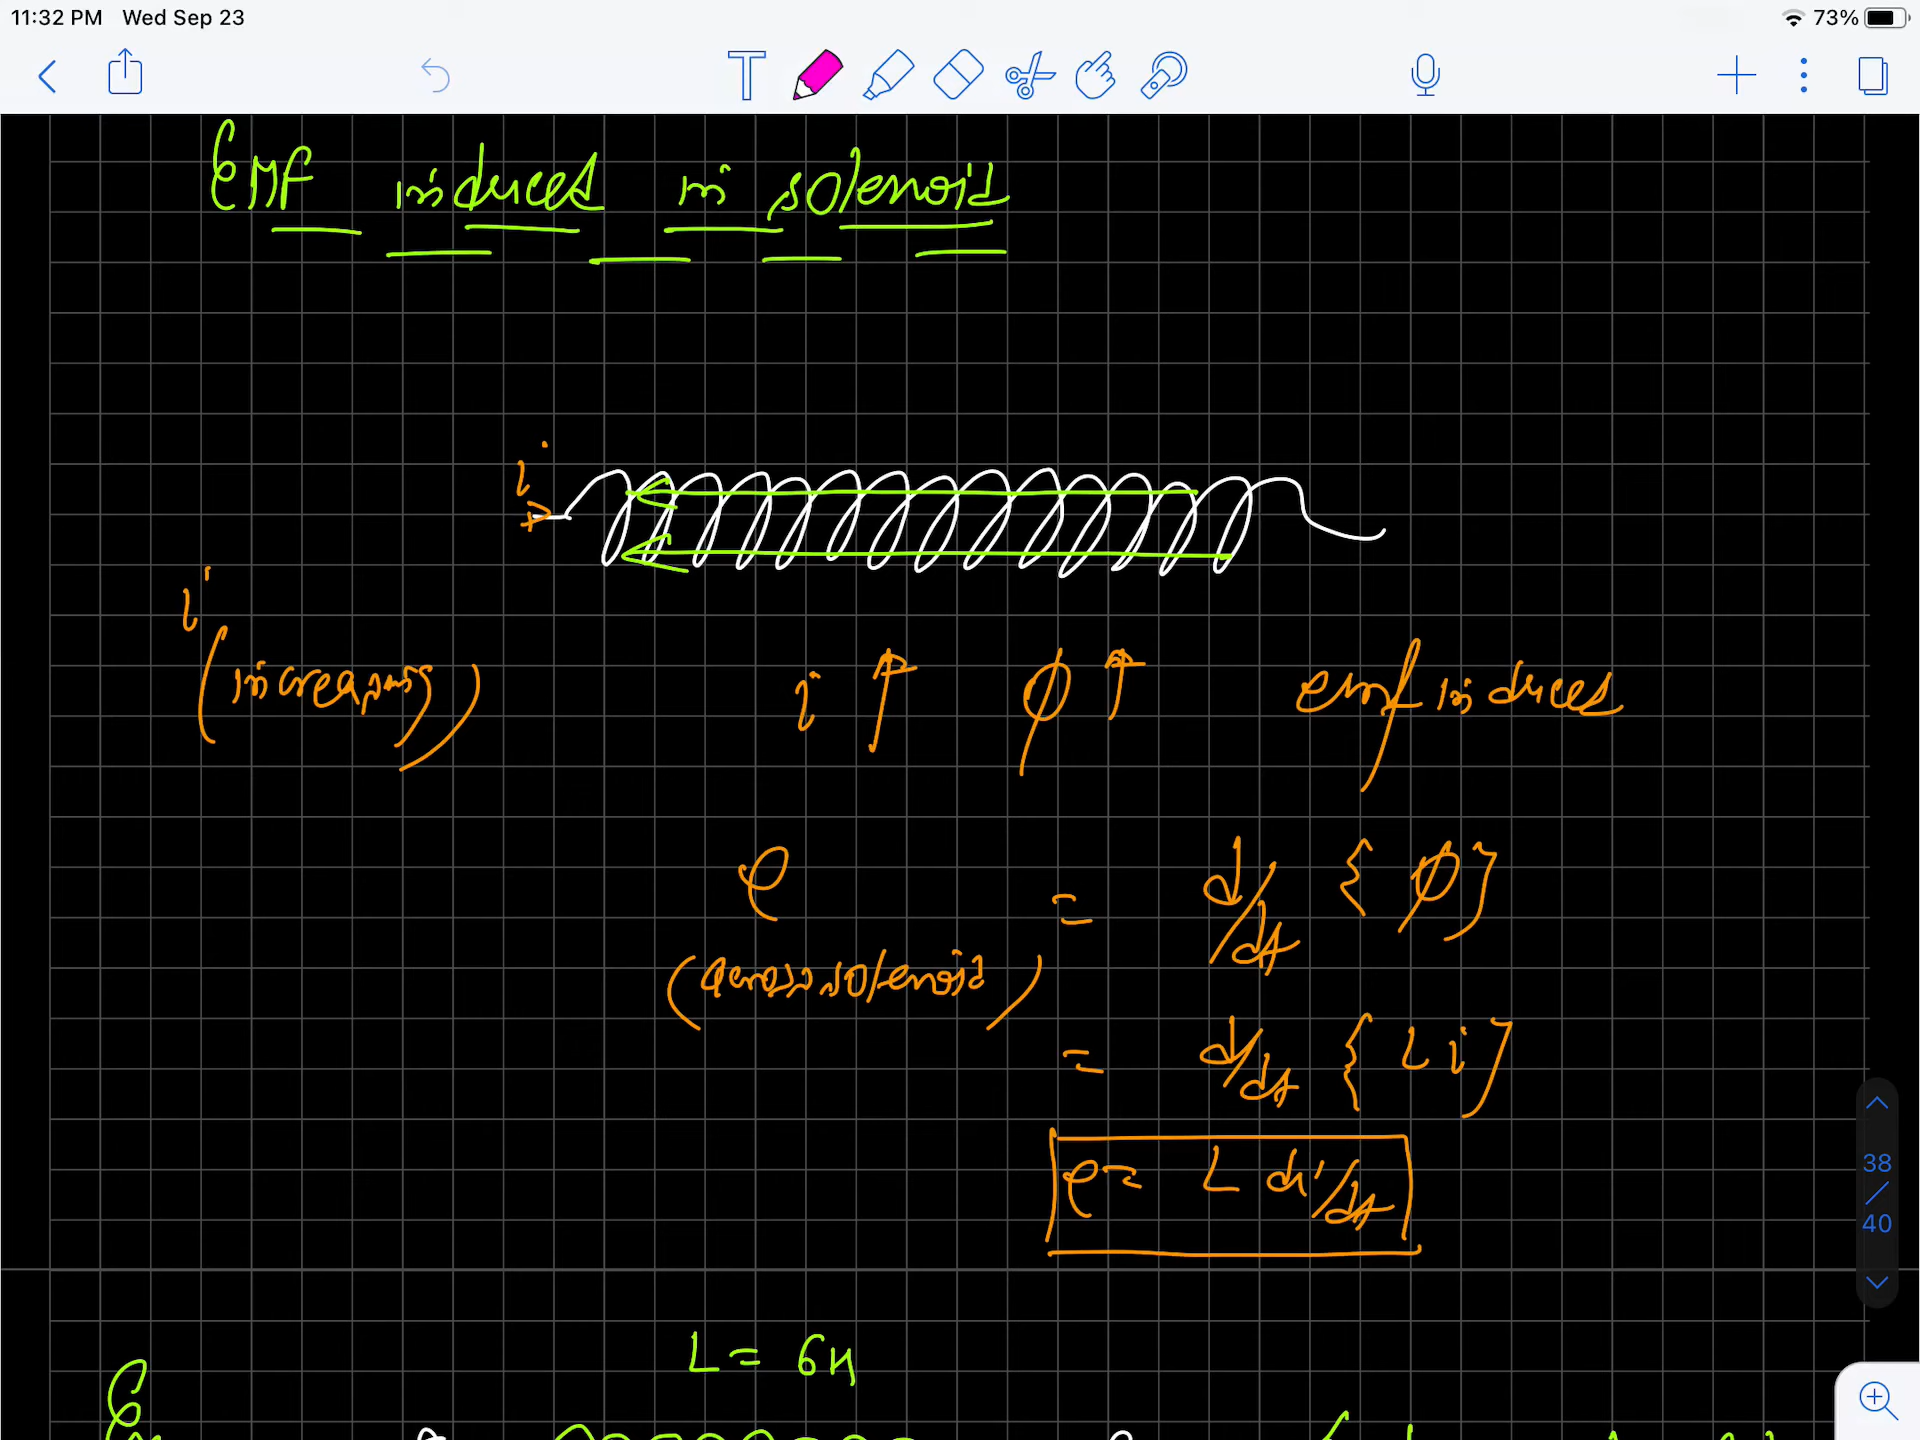 11:32 PM Wed Sep 23 73%
T
EMF induces in solenoid
i
i
(increasing) i ↑ ϕ ↑ emf induces
e = d/dt { ϕ }
(across solenoid)
= d/dt { L i }
e = L di/dt
38
/
40
L = 6H